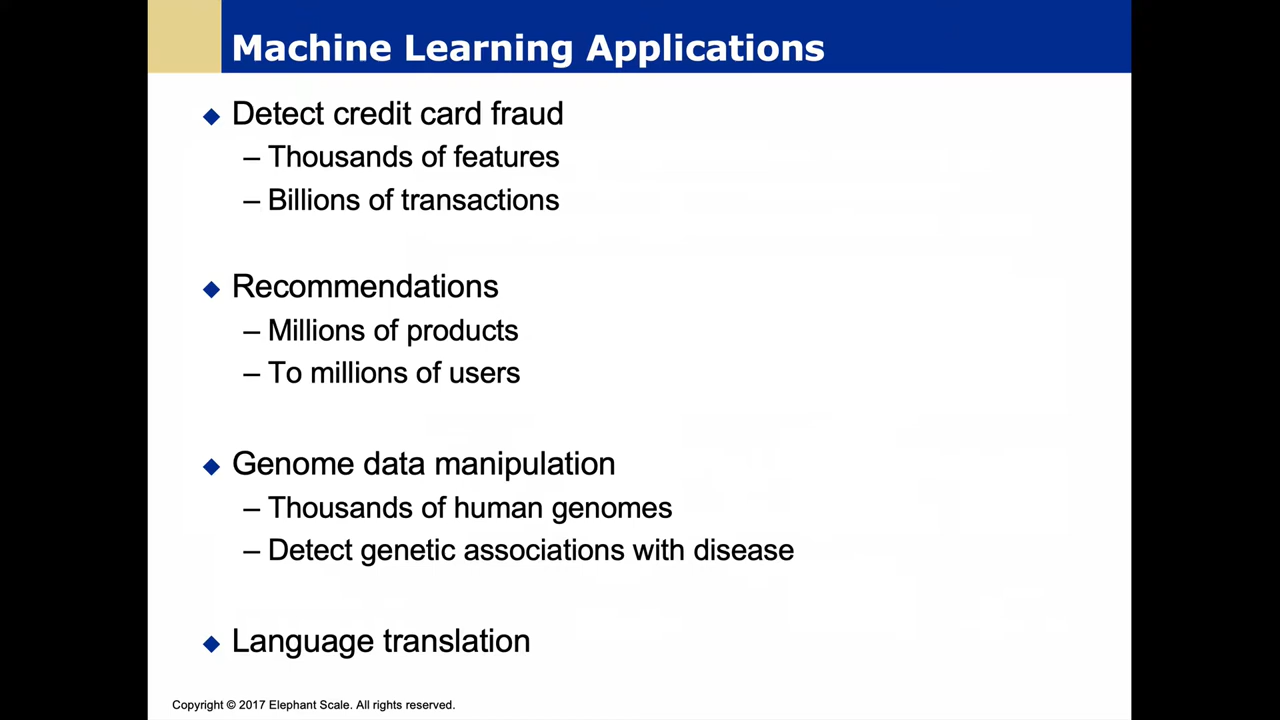 Machine Learning Applications
◆ Detect credit card fraud
– Thousands of features
– Billions of transactions
◆ Recommendations
– Millions of products
– To millions of users
◆ Genome data manipulation
– Thousands of human genomes
– Detect genetic associations with disease
◆ Language translation
Copyright © 2017 Elephant Scale. All rights reserved.